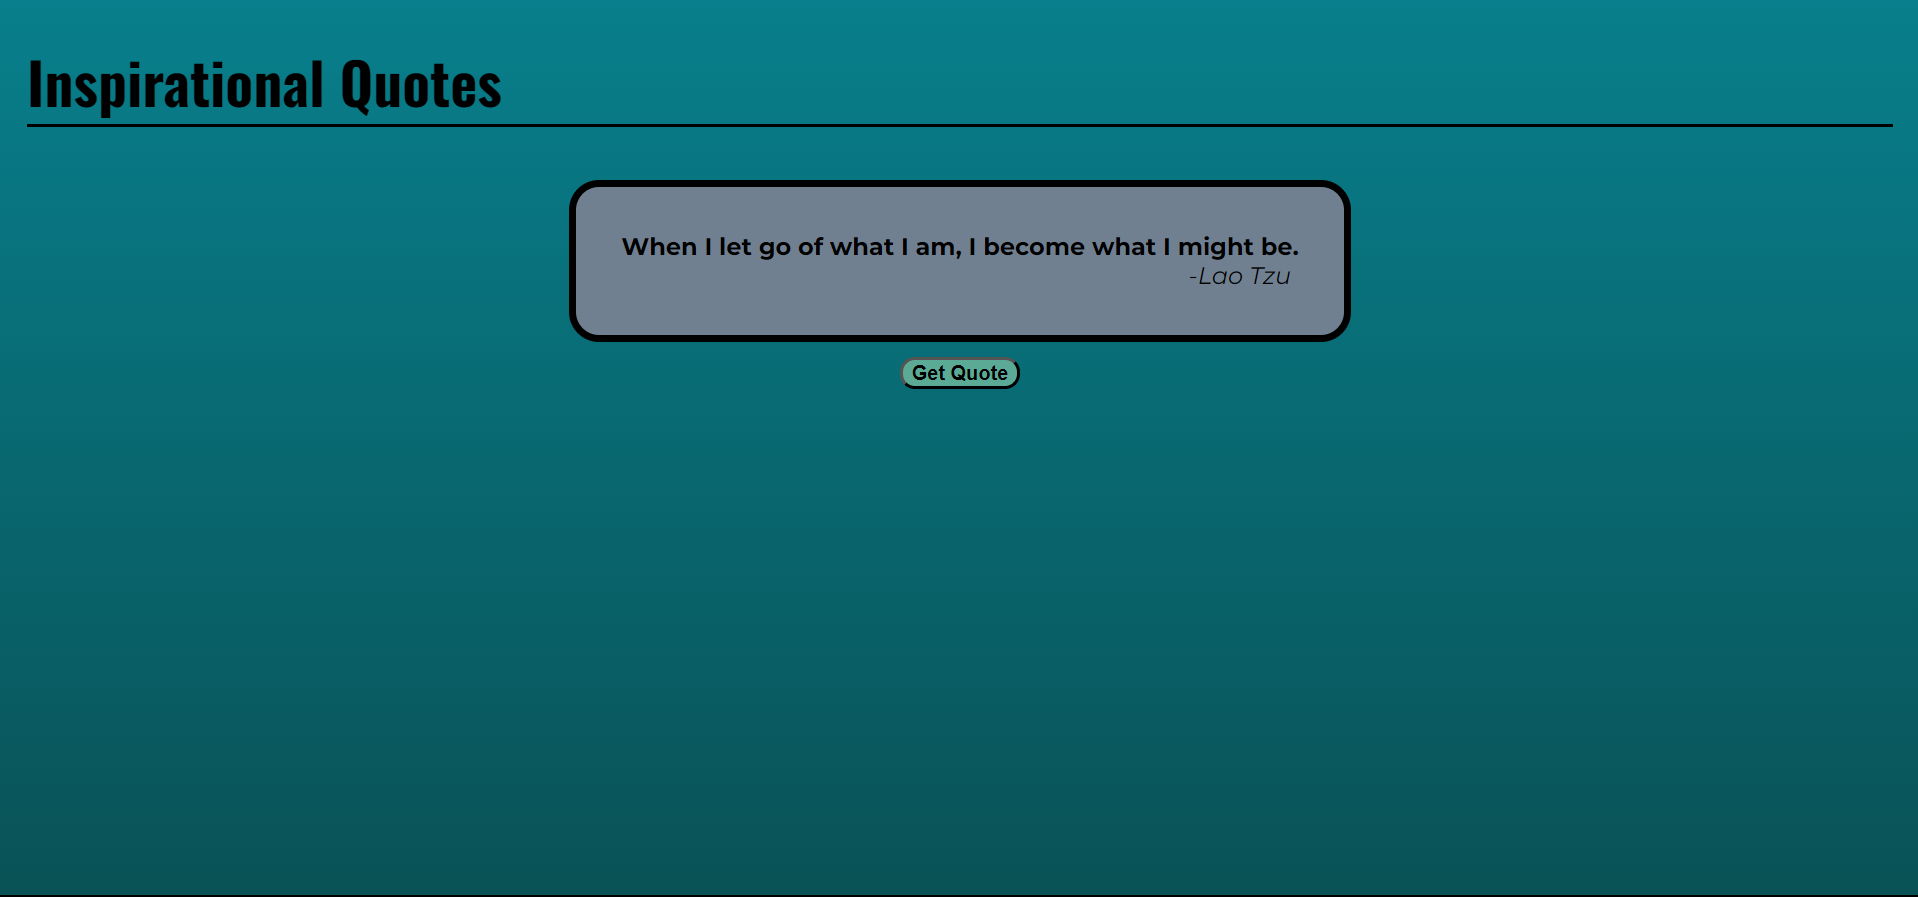 Inspirational Quotes
When I let go of what I am, I become what I might be.
-Lao Tzu
Get Quote